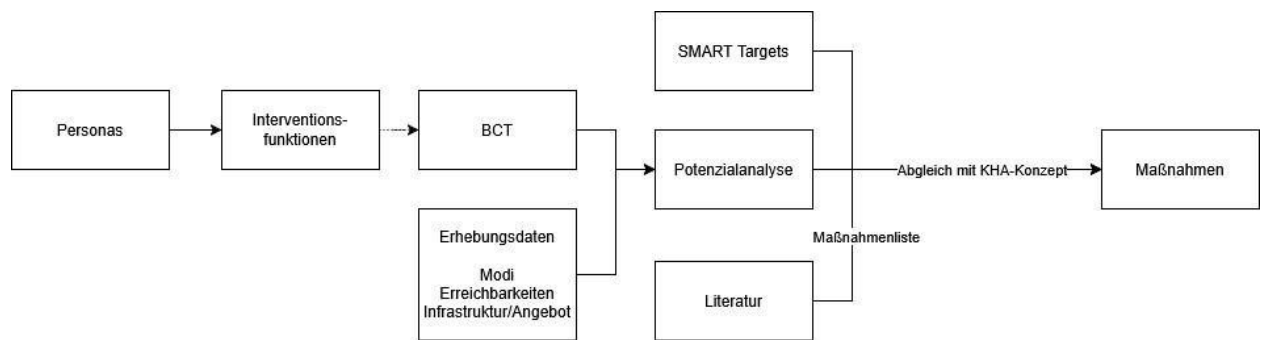 SMART Targets
Personas
Interventions-
funktionen
BCT
Potenzialanalyse
Abgleich mit KHA-Konzept
Maßnahmen
Erhebungsdaten
Modi
Erreichbarkeiten
Infrastruktur/Angebot
Maßnahmenliste
Literatur